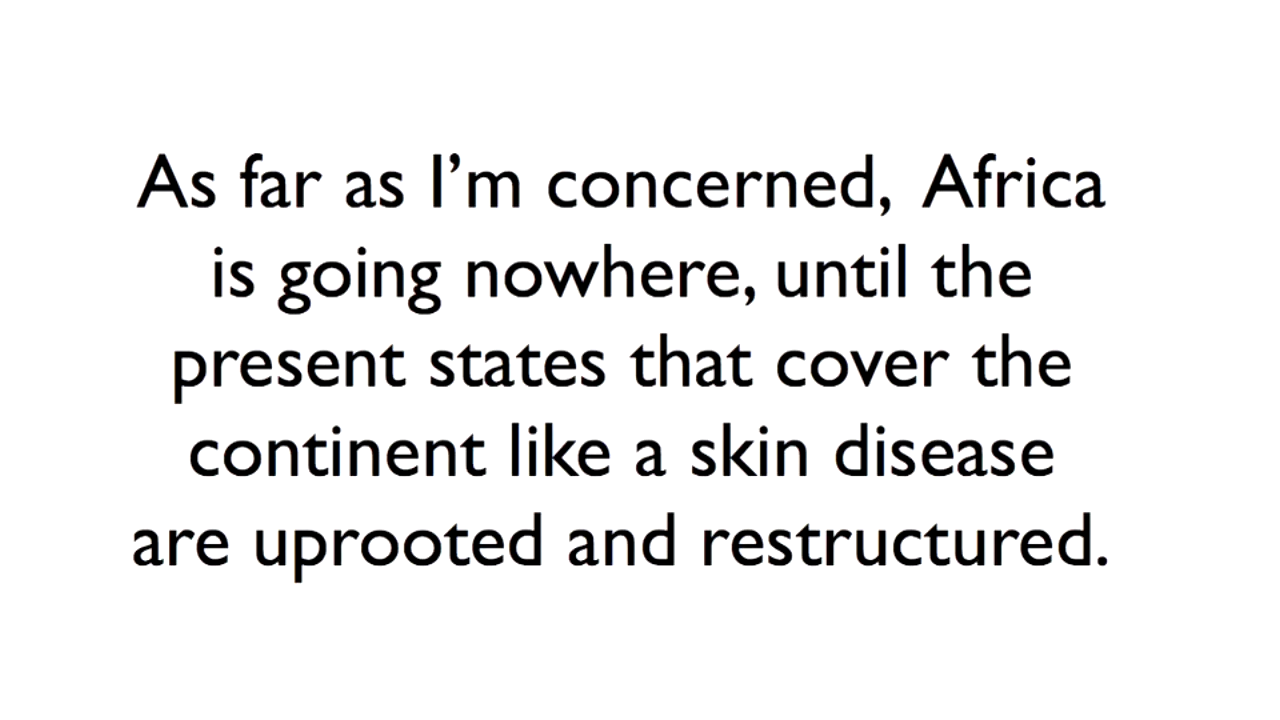 As far as I’m concerned, Africa
is going nowhere, until the
present states that cover the
continent like a skin disease
are uprooted and restructured.